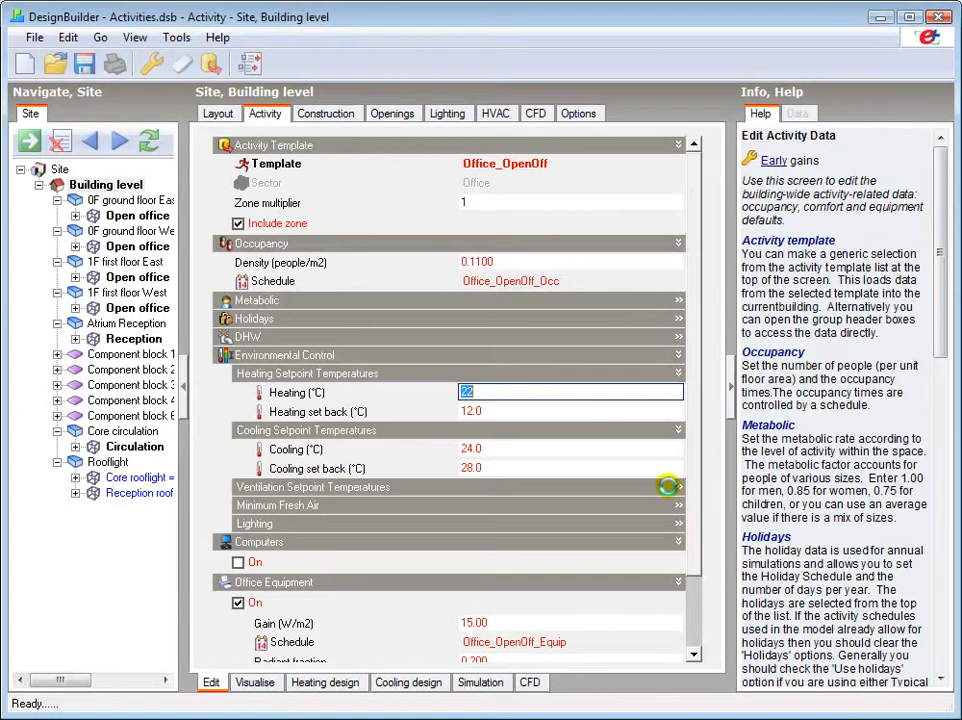 DesignBuilder - Activities.dsb - Activity - Site, Building level
File Edit Go View Tools Help
Navigate, Site
Site
Site
Building level
0F ground floor Eas
Open office
0F ground floor We
Open office
1F first floor East
Open office
1F first floor West
Open office
Atrium Reception
Reception
Component block 1
Component block 2
Component block 3
Component block 4
Component block 6
Core circulation
Circulation
Rooflight
Core rooflight =
Reception roof
Site, Building level
Layout Activity Construction Openings Lighting HVAC CFD Options
Activity Template
Template Office_OpenOff
Sector Office
Zone multiplier 1
Include zone
Occupancy
Density (people/m2) 0.1100
Schedule Office_OpenOff_Occ
Metabolic
Holidays
DHW
Environmental Control
Heating Setpoint Temperatures
Heating (°C) 22
Heating set back (°C) 12.0
Cooling Setpoint Temperatures
Cooling (°C) 24.0
Cooling set back (°C) 28.0
Ventilation Setpoint Temperatures
Minimum Fresh Air
Lighting
Computers
On
Office Equipment
On
Gain (W/m2) 15.00
Schedule Office_OpenOff_Equip
Radiant fraction 0.200
Edit Visualise Heating design Cooling design Simulation CFD
Info, Help
Help Data
Edit Activity Data
Early gains
Use this screen to edit the
building-wide activity-related data:
occupancy, comfort and equipment
defaults.
Activity template
You can make a generic selection
from the activity template list at the
top of the screen. This loads data
from the selected template into the
currentbuilding. Alternatively you
can open the group header boxes
to access the data directly.
Occupancy
Set the number of people (per unit
floor area) and the occupancy
times.The occupancy times are
controlled by a schedule.
Metabolic
Set the metabolic rate according to
the level of activity within the space.
The metabolic factor accounts for
people of various sizes. Enter 1.00
for men, 0.85 for women, 0.75 for
children, or you can use an average
value if there is a mix of sizes.
Holidays
The holiday data is used for annual
simulations and allows you to set
the Holiday Schedule and the
number of days per year. The
holidays are selected from the top
of the list. If the activity schedules
used in the model already allow for
holidays then you should clear the
'Holidays' options. Generally you
should check the 'Use holidays'
option if you are using either Typical
Ready......